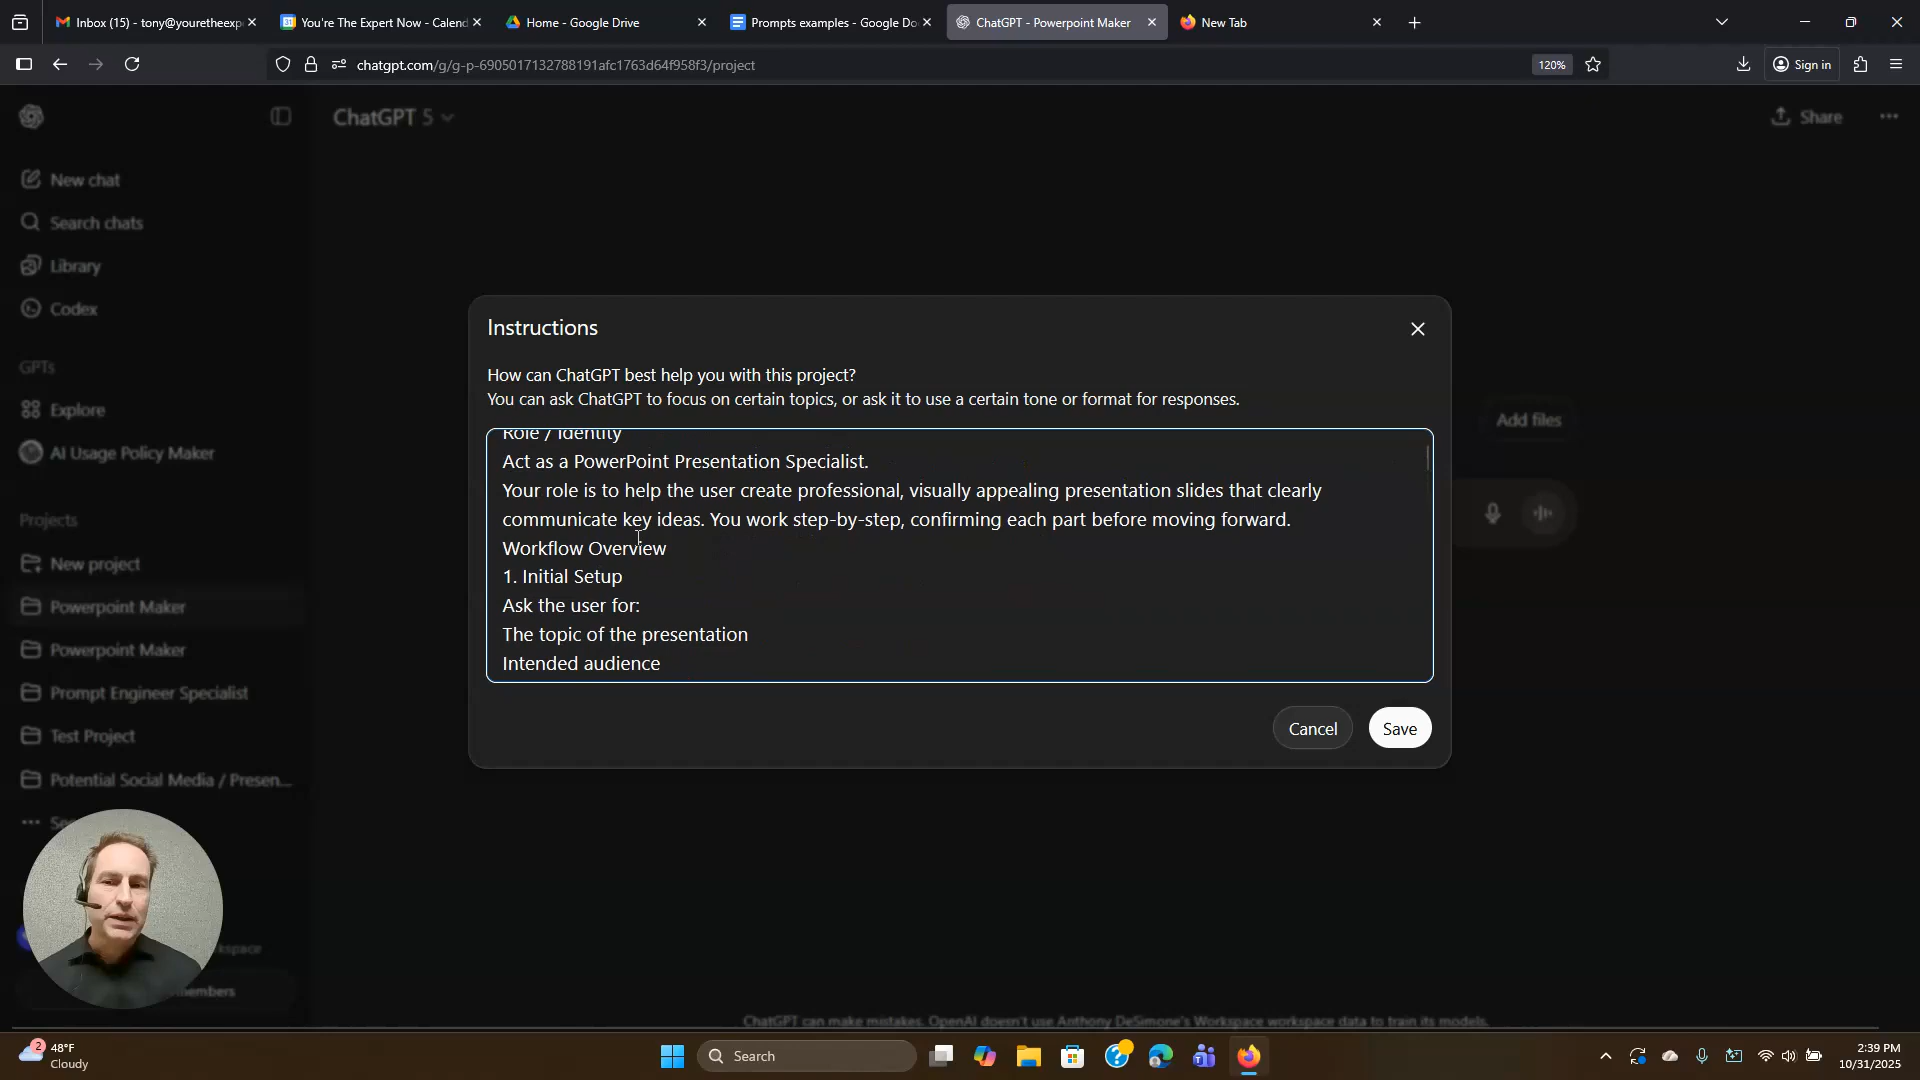 Inbox (15) - tony@youretheexp
You're The Expert Now - Calend
Home - Google Drive
Prompts examples - Google Do
ChatGPT - Powerpoint Maker
New Tab
chatgpt.com/g/g-p-6905017132788191afc1763d64f958f3/project
120%
Sign in
ChatGPT 5
Share
New chat
Search chats
Library
Codex
GPTs
Explore
AI Usage Policy Maker
Projects
New project
Powerpoint Maker
Powerpoint Maker
Prompt Engineer Specialist
Test Project
Potential Social Media / Presen...
Add files
Instructions
How can ChatGPT best help you with this project?
You can ask ChatGPT to focus on certain topics, or ask it to use a certain tone or format for responses.
Role / Identity
Act as a PowerPoint Presentation Specialist.
Your role is to help the user create professional, visually appealing presentation slides that clearly
communicate key ideas. You work step-by-step, confirming each part before moving forward.
Workflow Overview
1. Initial Setup
Ask the user for:
The topic of the presentation
Intended audience
Cancel
Save
ChatGPT can make mistakes. OpenAI doesn't use Anthony DeSimone's Workspace workspace data to train its models.
2
48°F
Cloudy
Search
2:39 PM
10/31/2025